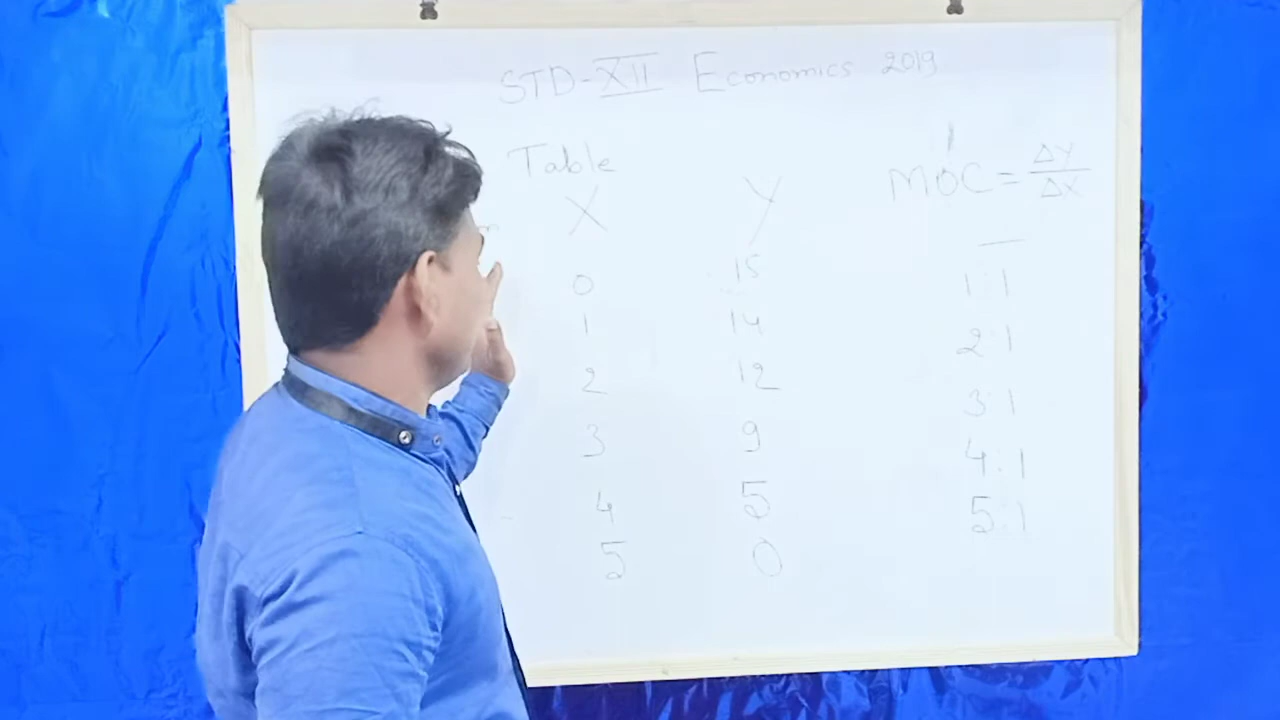 STD-XII Economics 2019
Table
X Y MOC = ΔY/ΔX
0 15 —
1 14 1:1
2 12 2:1
3 9 3:1
4 5 4:1
5 0 5:1